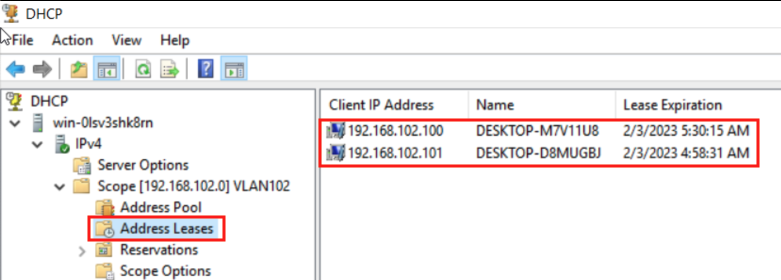 DHCP
File Action View Help
DHCP
win-0lsv3shk8rn
IPv4
Server Options
Scope [192.168.102.0] VLAN102
Address Pool
Address Leases
Reservations
Scope Options
Client IP Address Name Lease Expiration
192.168.102.100 DESKTOP-M7V11U8 2/3/2023 5:30:15 AM
192.168.102.101 DESKTOP-D8MUGBJ 2/3/2023 4:58:31 AM